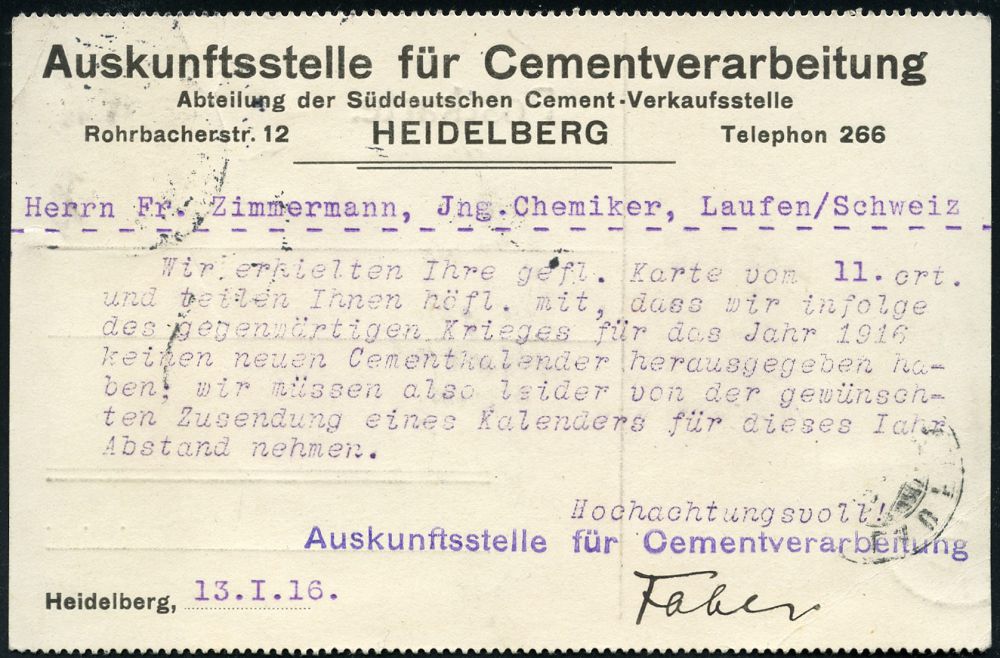 Auskunftsstelle für Cementverarbeitung
Abteilung der Süddeutschen Cement-Verkaufsstelle
Rohrbacherstr. 12 HEIDELBERG Telephon 266
Herrn Fr. Zimmermann, Jng.Chemiker, Laufen/Schweiz
Wir erhielten Ihre gefl. Karte vom 11. crt.
und teilen Ihnen höfl. mit, dass wir infolge
des gegenwärtigen Krieges für das Jahr 1916
keinen neuen Cementkalender herausgegeben ha-
ben; wir müssen also leider von der gewünsch-
ten Zusendung eines Kalenders für dieses Iahr
Abstand nehmen.
Hochachtungsvoll!
Auskunftsstelle für Cementverarbeitung
Heidelberg, 13.I.16. Faber